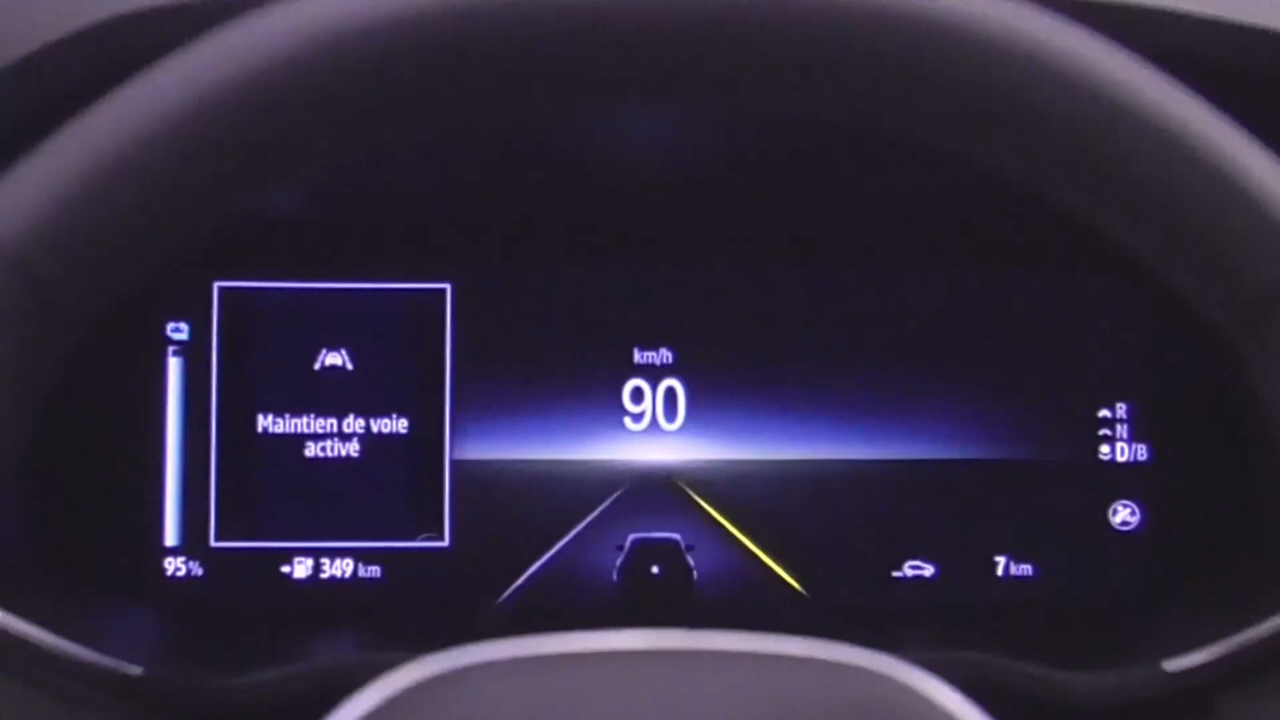 km/h
90
Maintien de voie
activé
R
N
D/B
95%
349 km
7 km